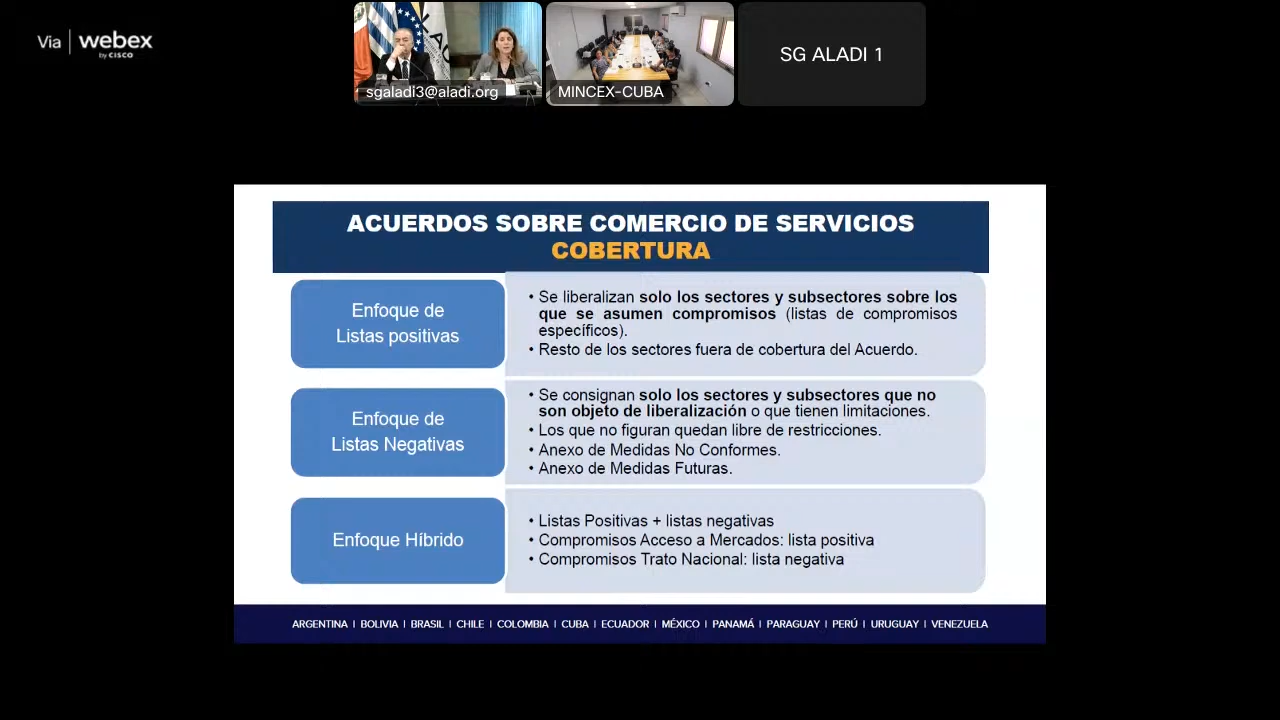 Via | webex
by CISCO
sgaladi3@aladi.org
MINCEX-CUBA
SG ALADI 1
ACUERDOS SOBRE COMERCIO DE SERVICIOS
COBERTURA
Enfoque de
Listas positivas
• Se liberalizan solo los sectores y subsectores sobre los
que se asumen compromisos (listas de compromisos
específicos).
• Resto de los sectores fuera de cobertura del Acuerdo.
Enfoque de
Listas Negativas
• Se consignan solo los sectores y subsectores que no
son objeto de liberalización o que tienen limitaciones.
• Los que no figuran quedan libre de restricciones.
• Anexo de Medidas No Conformes.
• Anexo de Medidas Futuras.
Enfoque Híbrido
• Listas Positivas + listas negativas
• Compromisos Acceso a Mercados: lista positiva
• Compromisos Trato Nacional: lista negativa
ARGENTINA | BOLIVIA | BRASIL | CHILE | COLOMBIA | CUBA | ECUADOR | MÉXICO | PANAMÁ | PARAGUAY | PERÚ | URUGUAY | VENEZUELA